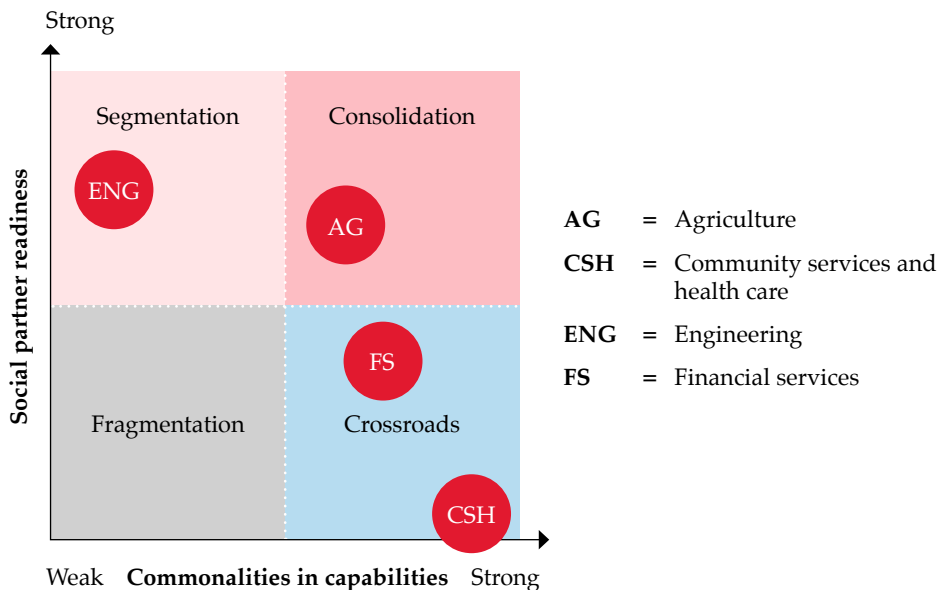 Strong
Social partner readiness
Segmentation
Consolidation
ENG
AG
FS
Fragmentation
Crossroads
CSH
Weak Commonalities in capabilities Strong
AG = Agriculture
CSH = Community services and
health care
ENG = Engineering
FS = Financial services